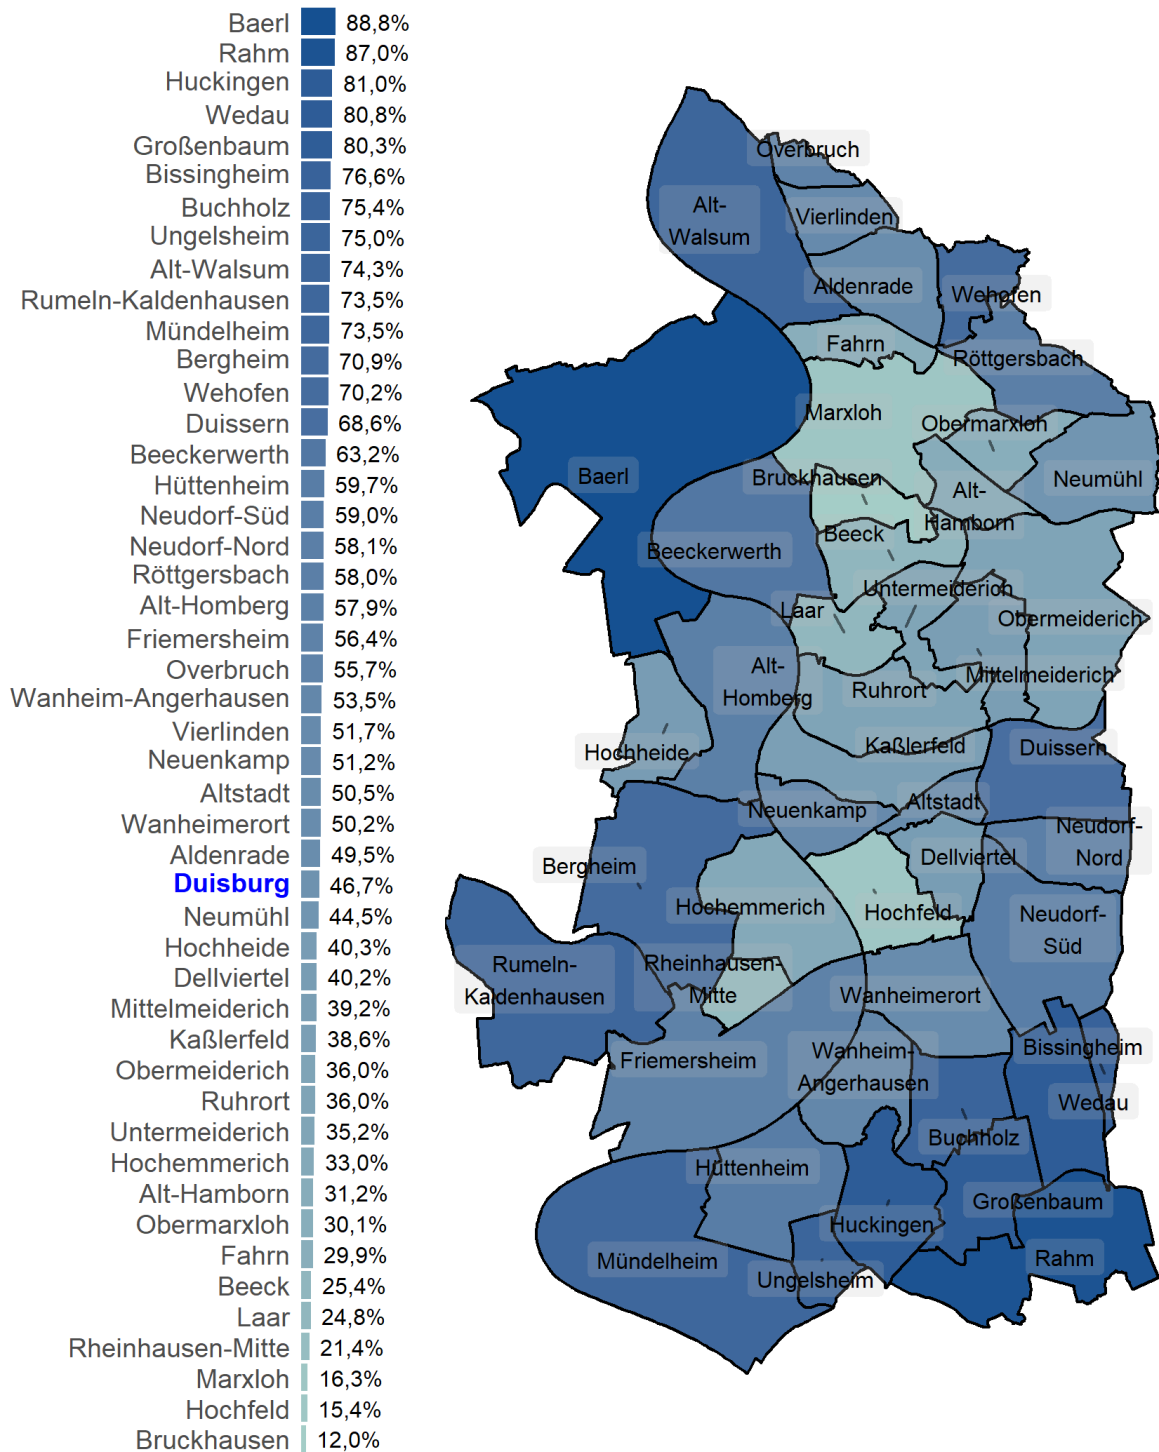 Baerl 88,8%
Rahm 87,0%
Huckingen 81,0%
Wedau 80,8%
Großenbaum 80,3%
Bissingheim 76,6%
Buchholz 75,4%
Ungelsheim 75,0%
Alt-Walsum 74,3%
Rumeln-Kaldenhausen 73,5%
Mündelheim 73,5%
Bergheim 70,9%
Wehofen 70,2%
Duissern 68,6%
Beeckerwerth 63,2%
Hüttenheim 59,7%
Neudorf-Süd 59,0%
Neudorf-Nord 58,1%
Röttgersbach 58,0%
Alt-Homberg 57,9%
Friemersheim 56,4%
Overbruch 55,7%
Wanheim-Angerhausen 53,5%
Vierlinden 51,7%
Neuenkamp 51,2%
Altstadt 50,5%
Wanheimerort 50,2%
Aldenrade 49,5%
Duisburg 46,7%
Neumühl 44,5%
Hochheide 40,3%
Dellviertel 40,2%
Mittelmeiderich 39,2%
Kaßlerfeld 38,6%
Obermeiderich 36,0%
Ruhrort 36,0%
Untermeiderich 35,2%
Hochemmerich 33,0%
Alt-Hamborn 31,2%
Obermarxloh 30,1%
Fahrn 29,9%
Beeck 25,4%
Laar 24,8%
Rheinhausen-Mitte 21,4%
Marxloh 16,3%
Hochfeld 15,4%
Bruckhausen 12,0%
Overbruch
Alt-
Walsum
Vierlinden
Aldenrade
Wehofen
Fahrn
Röttgersbach
Marxloh
Obermarxloh
Baerl
Bruckhausen
Alt-
Hamborn
Neumühl
Beeck
Beeckerwerth
Untermeiderich
Laar
Obermeiderich
Alt-
Homberg
Ruhrort
Mittelmeiderich
Hochheide
Kaßlerfeld
Duissern
Neuenkamp
Altstadt
Neudorf-
Nord
Bergheim
Dellviertel
Hochemmerich
Hochfeld
Neudorf-
Süd
Rumeln-
Kaldenhausen
Rheinhausen-
Mitte
Wanheimerort
Friemersheim
Wanheim-
Angerhausen
Bissingheim
Wedau
Buchholz
Hüttenheim
Großenbaum
Huckingen
Mündelheim
Ungelsheim
Rahm